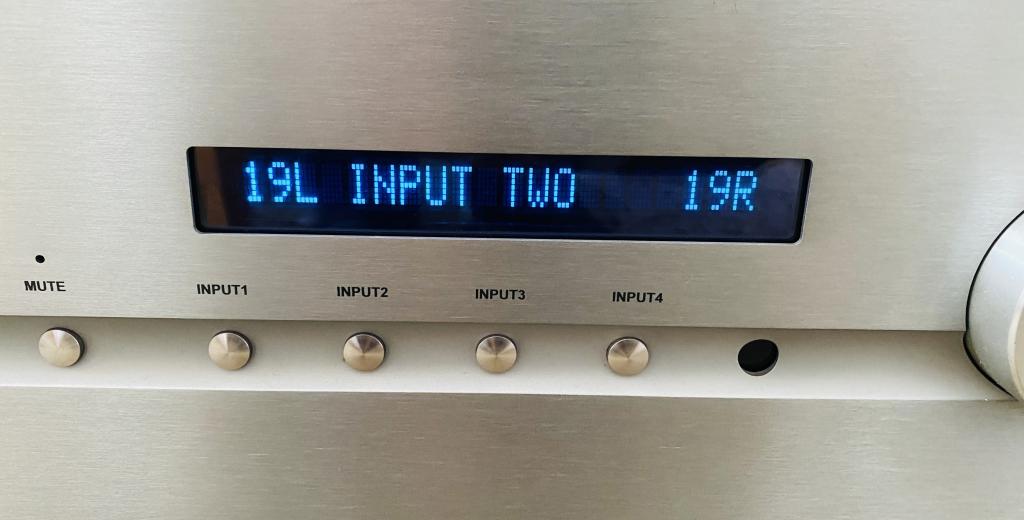 19L INPUT TWO 19R
MUTE INPUT1 INPUT2 INPUT3 INPUT4